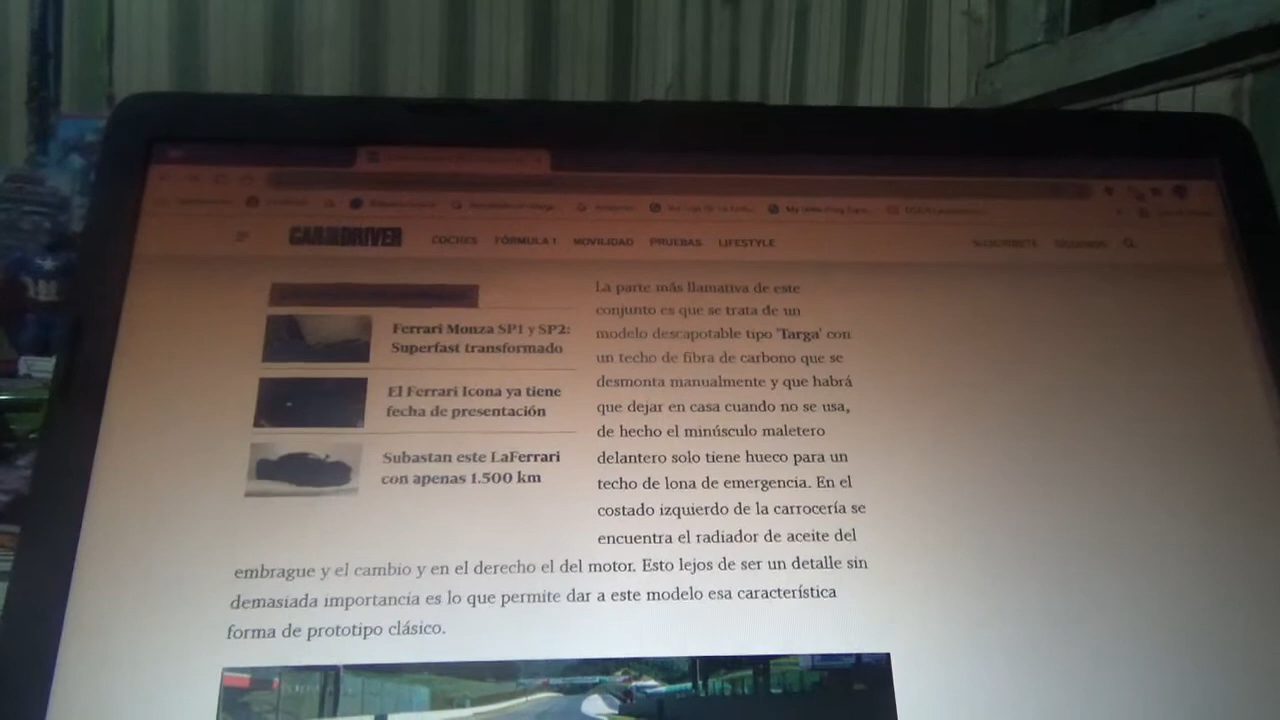 CAR AND DRIVER
COCHES FÓRMULA 1 MOVILIDAD PRUEBAS LIFESTYLE
SUSCRÍBETE
Ferrari Monza SP1 y SP2:
Superfast transformado
El Ferrari Icona ya tiene
fecha de presentación
Subastan este LaFerrari
con apenas 1.500 km
La parte más llamativa de este
conjunto es que se trata de un
modelo descapotable tipo 'Targa' con
un techo de fibra de carbono que se
desmonta manualmente y que habrá
que dejar en casa cuando no se usa,
de hecho el minúsculo maletero
delantero solo tiene hueco para un
techo de lona de emergencia. En el
costado izquierdo de la carrocería se
encuentra el radiador de aceite del
embrague y el cambio y en el derecho el del motor. Esto lejos de ser un detalle sin
demasiada importancia es lo que permite dar a este modelo esa característica
forma de prototipo clásico.